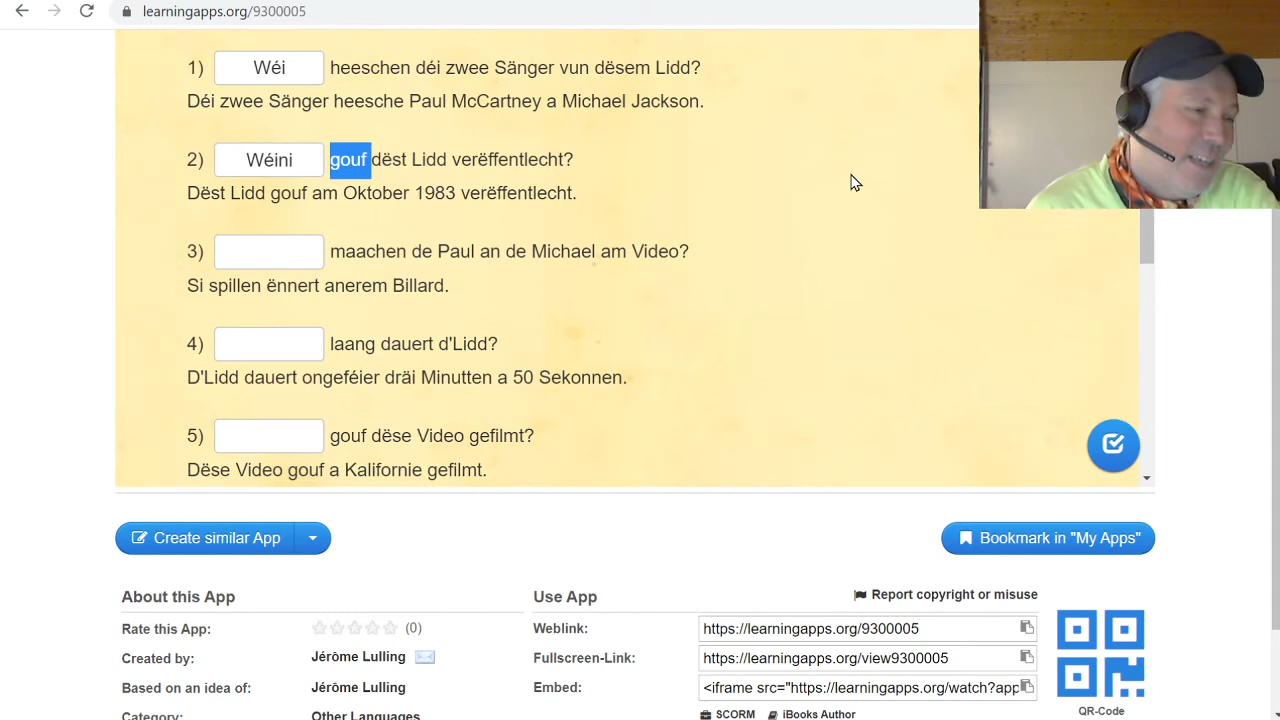 learningapps.org/9300005
1) Wéi heeschen déi zwee Sänger vun dësem Lidd?
Déi zwee Sänger heesche Paul McCartney a Michael Jackson.
2) Wéini gouf dëst Lidd verëffentlecht?
Dëst Lidd gouf am Oktober 1983 verëffentlecht.
3) maachen de Paul an de Michael am Video?
Si spillen ënnert anerem Billard.
4) laang dauert d'Lidd?
D'Lidd dauert ongeféier dräi Minutten a 50 Sekonnen.
5) gouf dëse Video gefilmt?
Dëse Video gouf a Kalifornie gefilmt.
Create similar App
Bookmark in "My Apps"
About this App
Rate this App: (0)
Created by: Jérôme Lulling
Based on an idea of: Jérôme Lulling
Category: Other Languages
Use App
Report copyright or misuse
Weblink: https://learningapps.org/9300005
Fullscreen-Link: https://learningapps.org/view9300005
Embed: <iframe src="https://learningapps.org/watch?app
SCORM iBooks Author
QR-Code